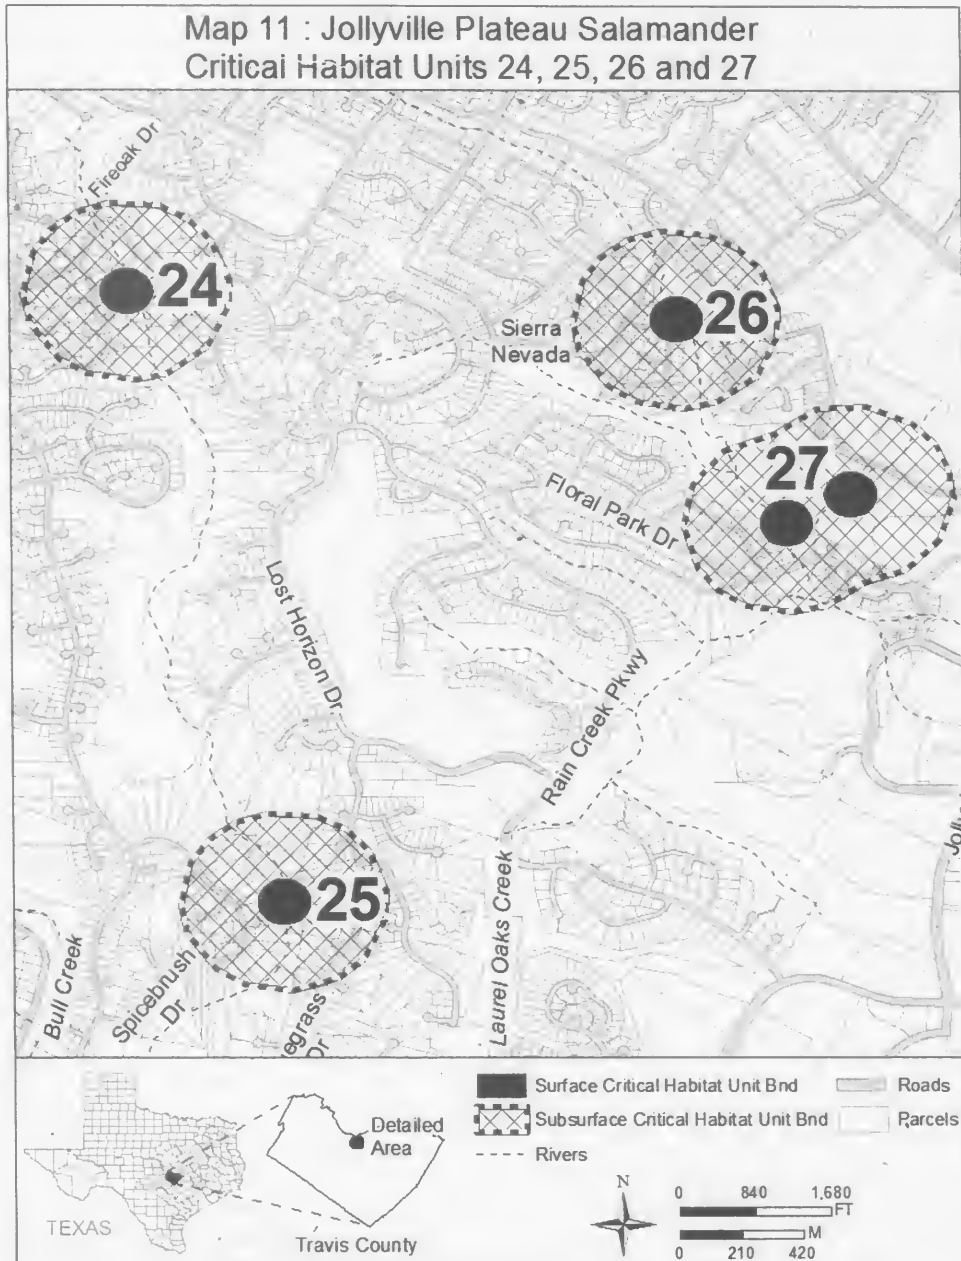 Map 11 : Jollyville Plateau Salamander
Critical Habitat Units 24, 25, 26 and 27
Fireoak Dr
24
26
Sierra
Nevada
27
Floral Park Dr
Lost Horizon Dr
Rain Creek Pkwy
25
Laurel Oaks Creek
Jolly
Bull Creek
Spicebrush
Dr
egrass
Dr
Surface Critical Habitat Unit Bnd
Roads
Subsurface Critical Habitat Unit Bnd
Parcels
Rivers
Detailed
Area
TEXAS
Travis County
N
0 840 1,680
FT
M
0 210 420